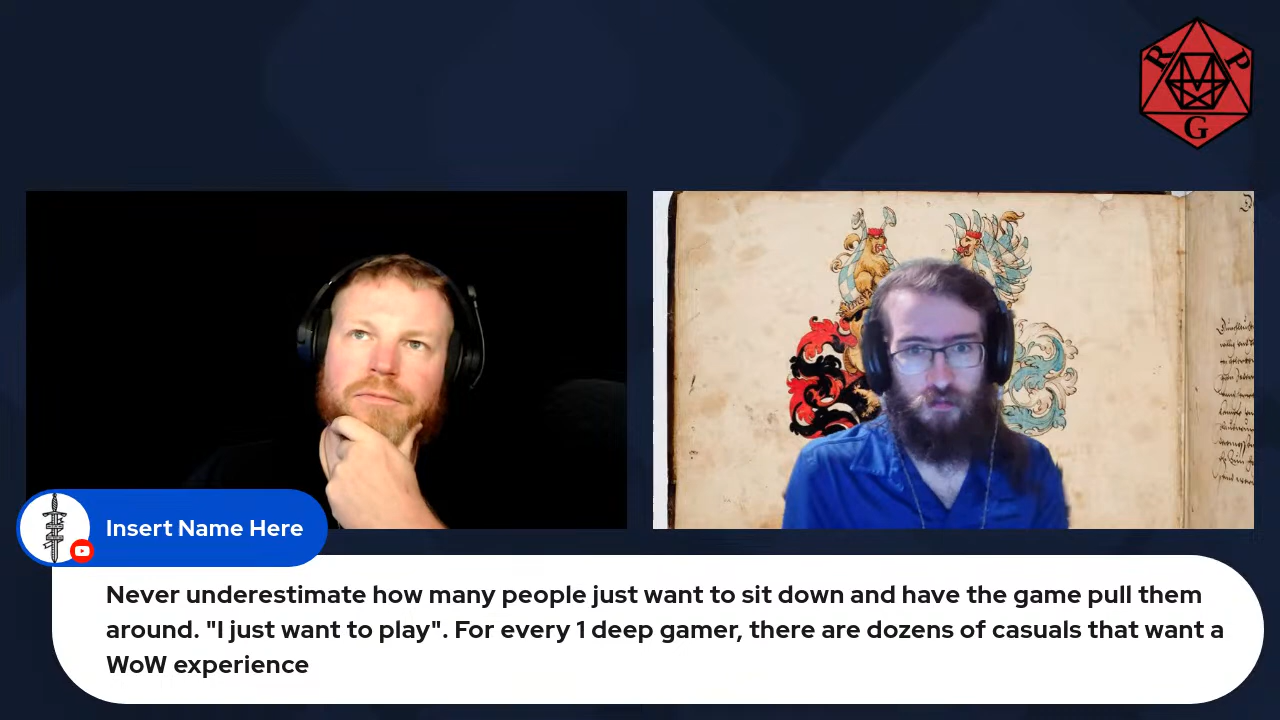 R P
G
Insert Name Here
Never underestimate how many people just want to sit down and have the game pull them
around. "I just want to play". For every 1 deep gamer, there are dozens of casuals that want a
WoW experience